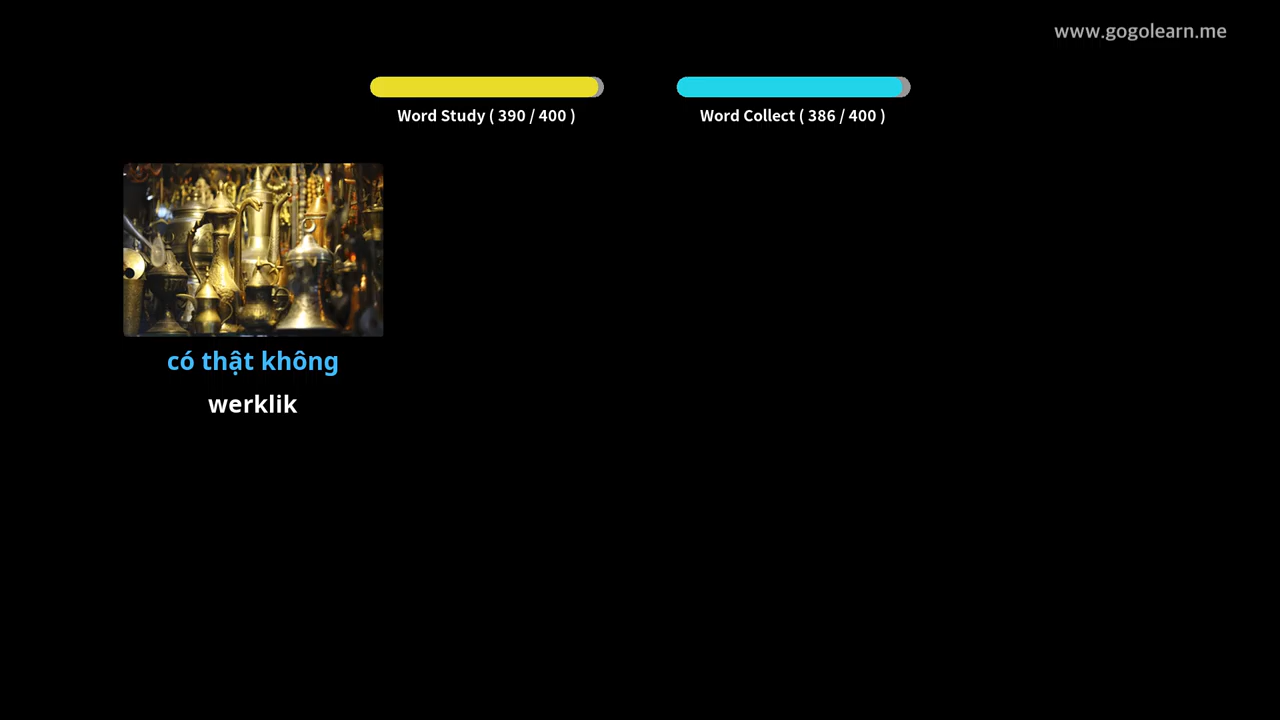 www.gogolearn.me
Word Study ( 390 / 400 )
Word Collect ( 386 / 400 )
có thật không
werklik